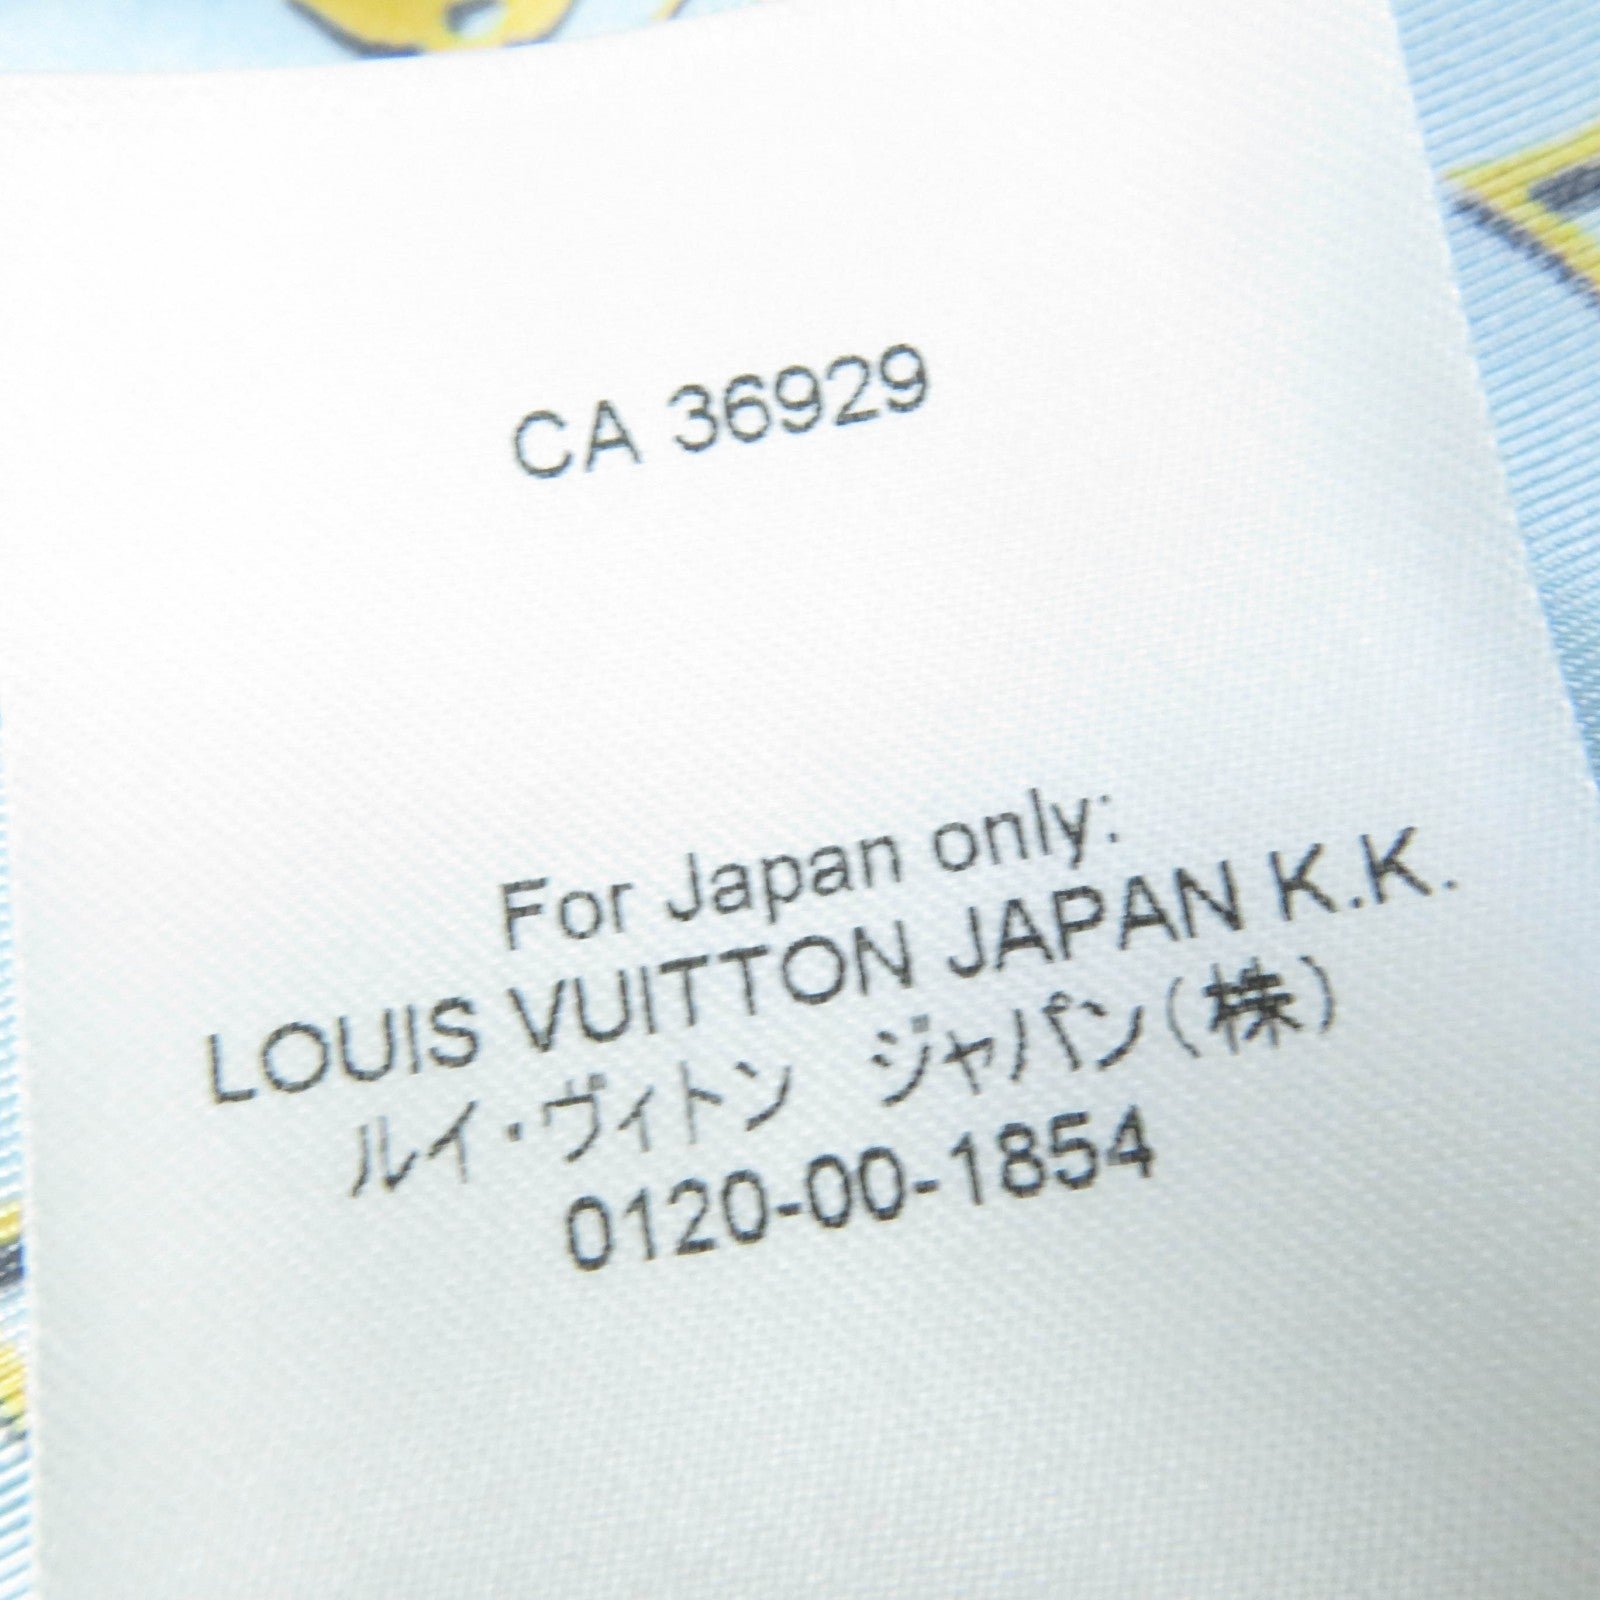 CA 36929
For Japan only:
LOUIS VUITTON JAPAN K.K.
ルイ・ヴィトン ジャパン(株)
0120-00-1854